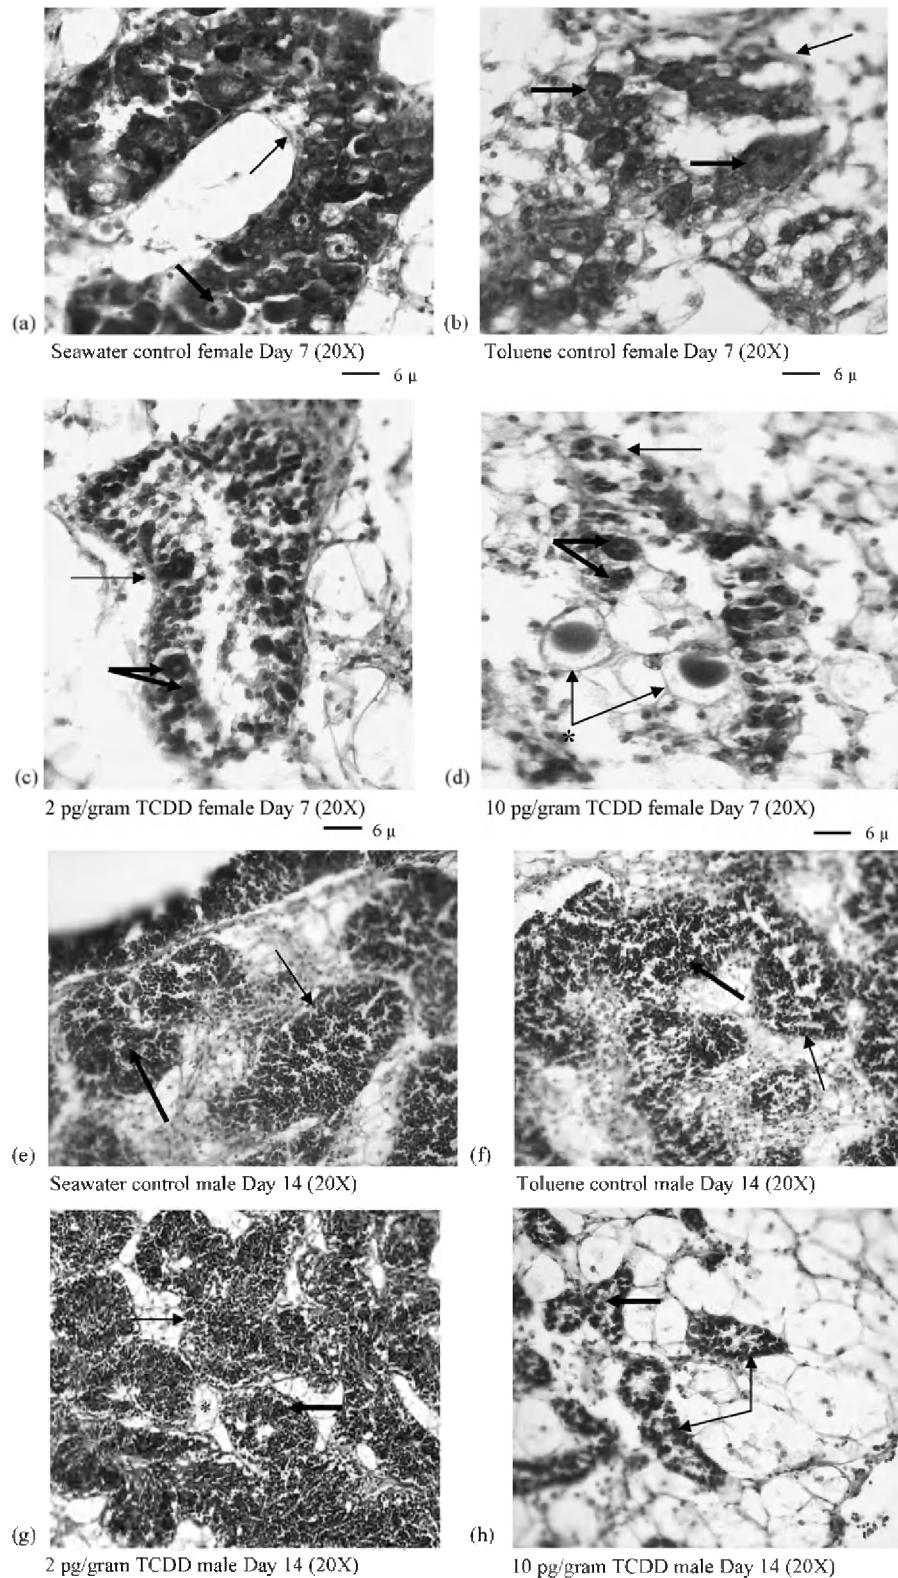 (a)
(b)
Seawater control female Day 7 (20X)
Toluene control female Day 7 (20X)
6 µ
6 µ
(c)
*
(d)
2 pg/gram TCDD female Day 7 (20X)
10 pg/gram TCDD female Day 7 (20X)
6 µ
6 µ
(e)
(f)
Seawater control male Day 14 (20X)
Toluene control male Day 14 (20X)
*
(g)
(h)
2 pg/gram TCDD male Day 14 (20X)
10 pg/gram TCDD male Day 14 (20X)